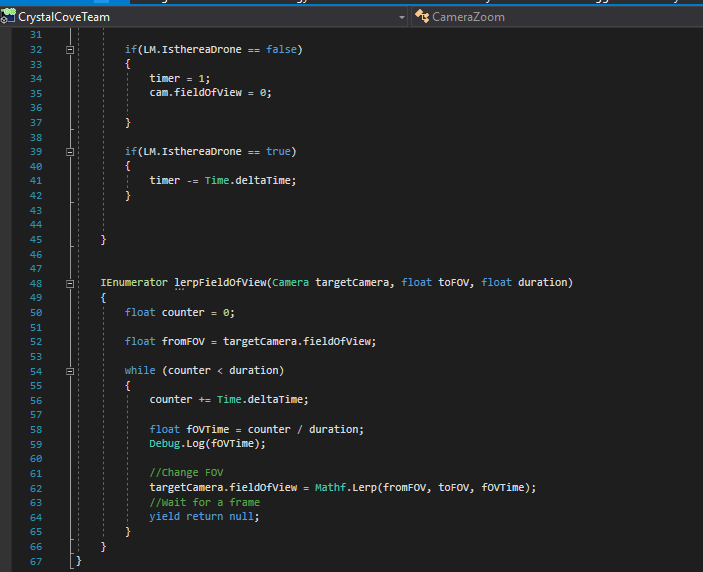 CrystalCoveTeam CameraZoom
31
32 if(LM.IsthereaDrone == false)
33 {
34 timer = 1;
35 cam.fieldOfView = 0;
36
37 }
38
39 if(LM.IsthereaDrone == true)
40 {
41 timer -= Time.deltaTime;
42 }
43
44
45 }
46
47
48 IEnumerator lerpFieldOfView(Camera targetCamera, float toFOV, float duration)
49 {
50 float counter = 0;
51
52 float fromFOV = targetCamera.fieldOfView;
53
54 while (counter < duration)
55 {
56 counter += Time.deltaTime;
57
58 float fOVTime = counter / duration;
59 Debug.Log(fOVTime);
60
61 //Change FOV
62 targetCamera.fieldOfView = Mathf.Lerp(fromFOV, toFOV, fOVTime);
63 //Wait for a frame
64 yield return null;
65 }
66 }
67 }